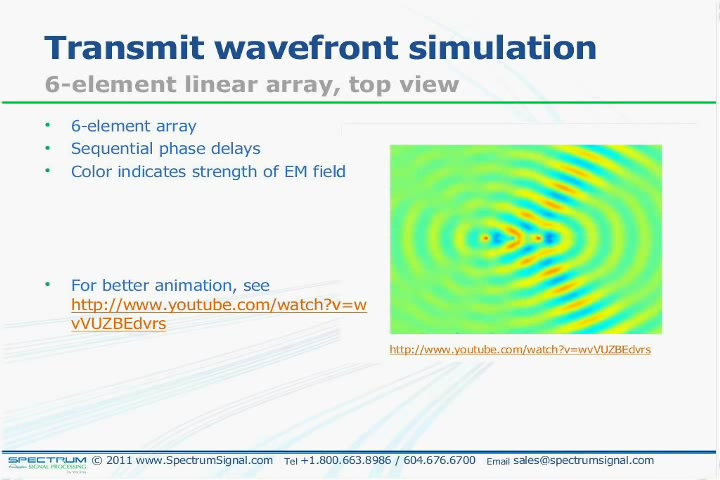 Transmit wavefront simulation
6-element linear array, top view
• 6-element array
• Sequential phase delays
• Color indicates strength of EM field
• For better animation, see
http://www.youtube.com/watch?v=w
vVUZBEdvrs
http://www.youtube.com/watch?v=wvVUZBEdvrs
SPECTRUM
SIGNAL PROCESSING
© 2011 www.SpectrumSignal.com Tel +1.800.663.8986 / 604.676.6700 Email sales@spectrumsignal.com